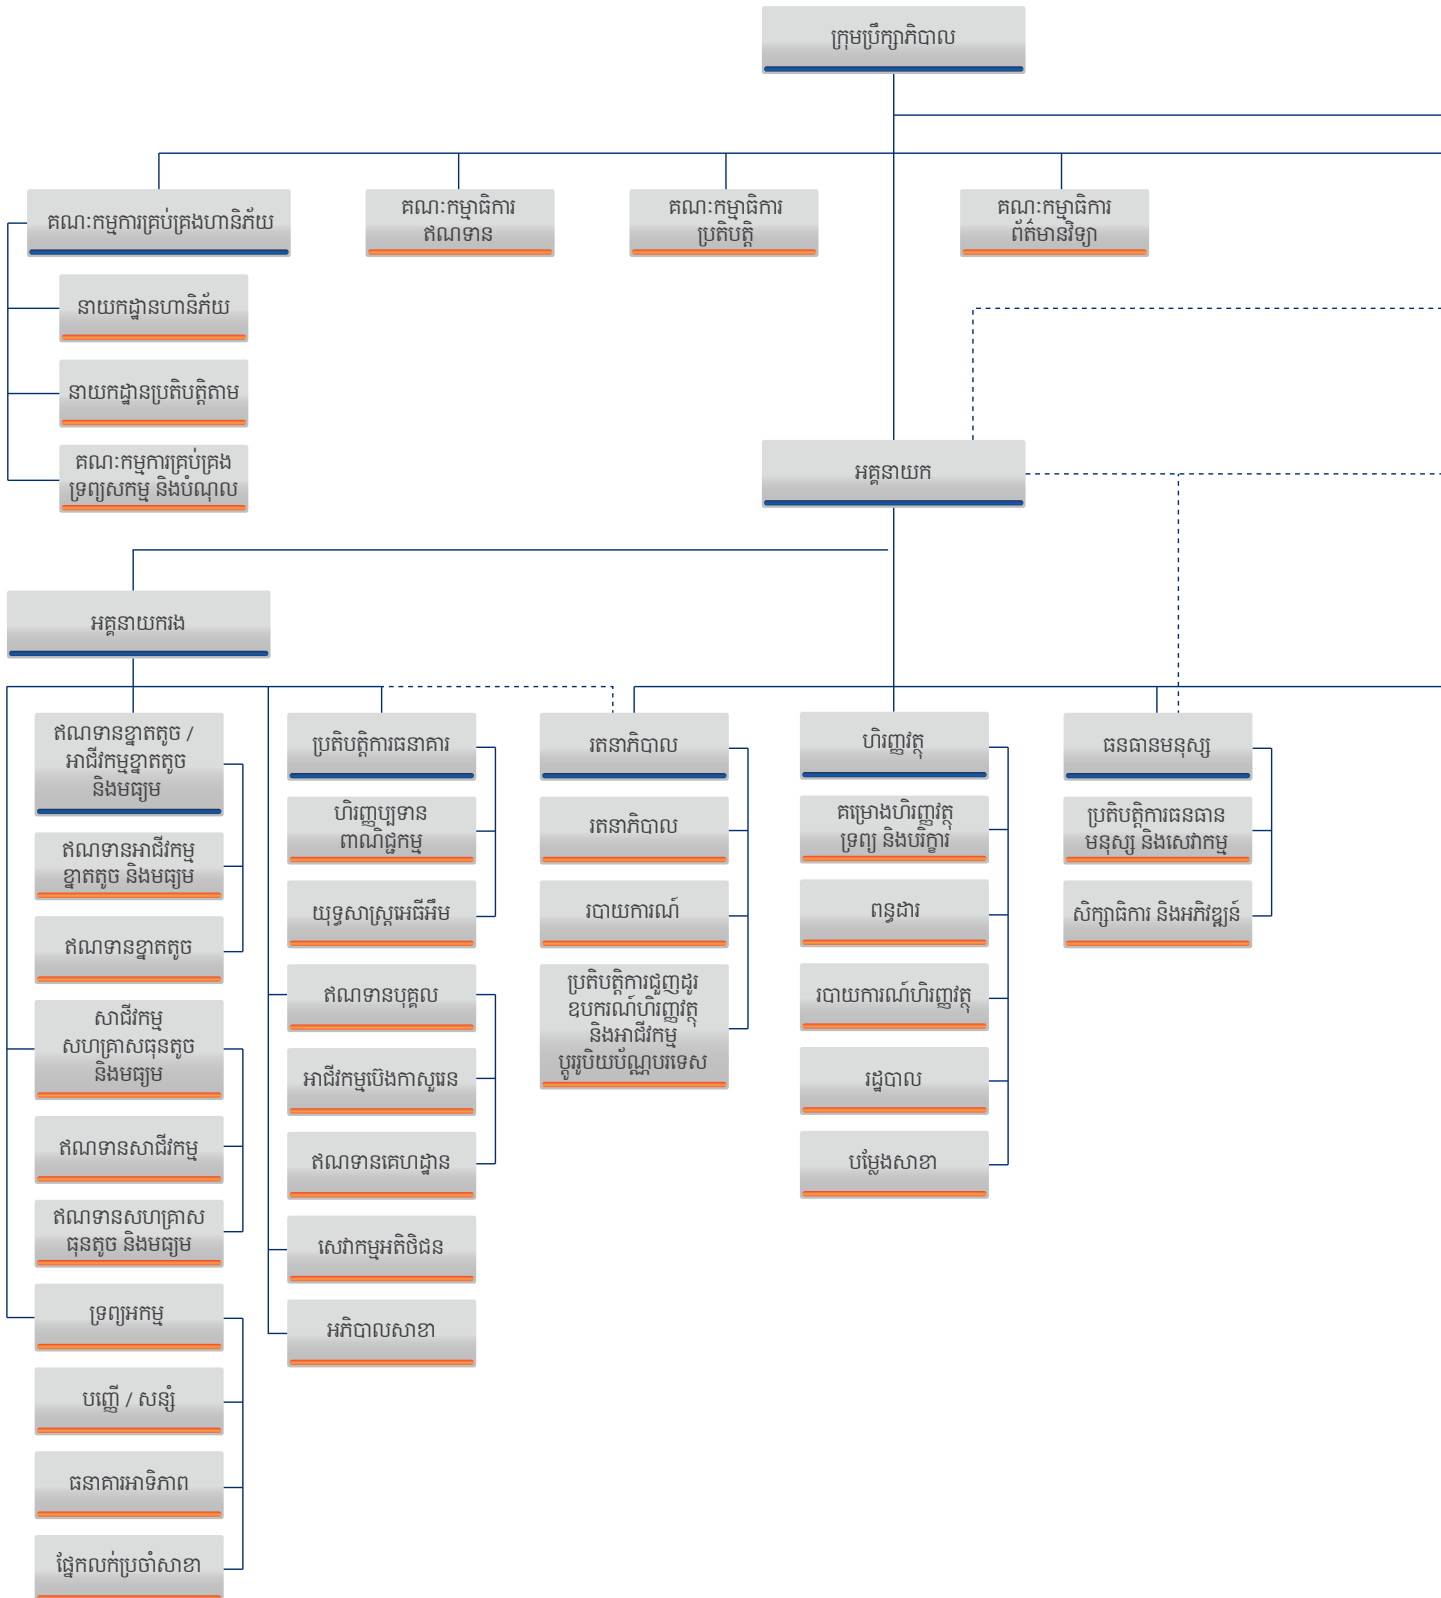 ក្រុមប្រឹក្សាភិបាល
គណៈកម្មការគ្រប់គ្រងហានិភ័យ
គណៈកម្មាធិការ
ឥណទាន
គណៈកម្មាធិការ
ប្រតិបត្តិ
គណៈកម្មាធិការ
ព័ត៌មានវិទ្យា
នាយកដ្ឋានហានិភ័យ
នាយកដ្ឋានប្រតិបត្តិតាម
គណៈកម្មការគ្រប់គ្រង
ទ្រព្យសកម្ម និងបំណុល
អគ្គនាយក
អគ្គនាយករង
ឥណទានខ្នាតតូច /
អាជីវកម្មខ្នាតតូច
និងមធ្យម
ឥណទានអាជីវកម្ម
ខ្នាតតូច និងមធ្យម
ឥណទានខ្នាតតូច
សាជីវកម្ម
សហគ្រាសធុនតូច
និងមធ្យម
ឥណទានសាជីវកម្ម
ឥណទានសហគ្រាស
ធុនតូច និងមធ្យម
ទ្រព្យអកម្ម
បញ្ញើ / សន្សំ
ធនាគារអាទិភាព
ផ្នែកលក់ប្រចាំសាខា
ប្រតិបត្តិការធនាគារ
ហិរញ្ញប្បទាន
ពាណិជ្ជកម្ម
យុទ្ធសាស្ត្រអេធីអឹម
ឥណទានបុគ្គល
អាជីវកម្មប៊េងកាសួរេន
ឥណទានគេហដ្ឋាន
សេវាកម្មអតិថិជន
អភិបាលសាខា
រតនាភិបាល
រតនាភិបាល
របាយការណ៍
ប្រតិបត្តិការជួញដូរ
ឧបករណ៍ហិរញ្ញវត្ថុ
និងអាជីវកម្ម
ប្តូររូបិយប័ណ្ណបរទេស
ហិរញ្ញវត្ថុ
គម្រោងហិរញ្ញវត្ថុ
ទ្រព្យ និងបរិក្ខារ
ពន្ធដារ
របាយការណ៍ហិរញ្ញវត្ថុ
រដ្ឋបាល
បម្លែងសាខា
ធនធានមនុស្ស
ប្រតិបត្តិការធនធាន
មនុស្ស និងសេវាកម្ម
សិក្សាធិការ និងអភិវឌ្ឍន៍